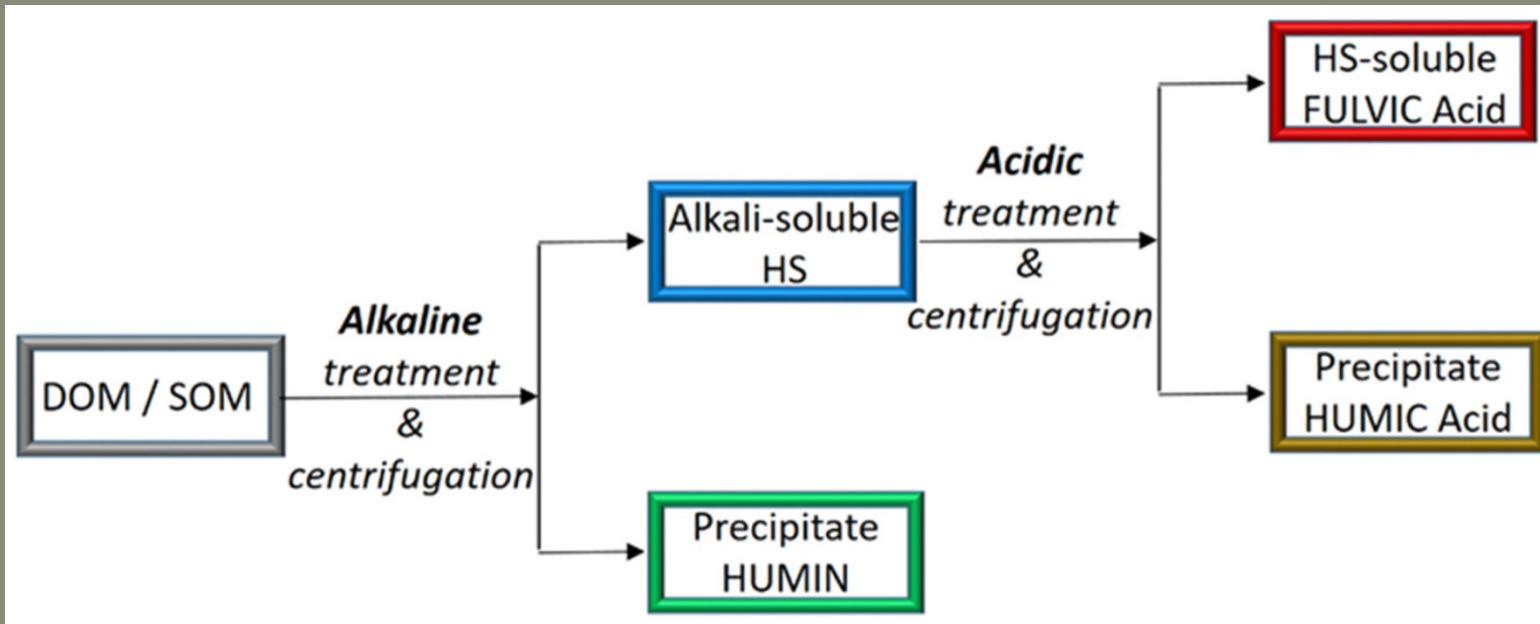 DOM / SOM
Alkaline
treatment
&
centrifugation
Alkali-soluble
HS
Precipitate
HUMIN
Acidic
treatment
&
centrifugation
HS-soluble
FULVIC Acid
Precipitate
HUMIC Acid